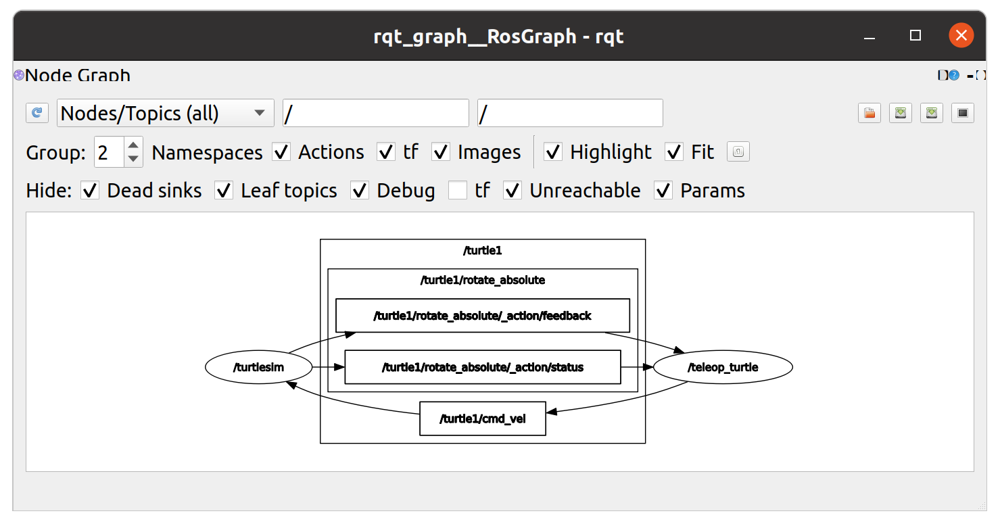 rqt_graph__RosGraph - rqt
Node Graph
Nodes/Topics (all) / /
Group: 2 Namespaces Actions tf Images Highlight Fit
Hide: Dead sinks Leaf topics Debug tf Unreachable Params
/turtle1
/turtle1/rotate_absolute
/turtle1/rotate_absolute/_action/feedback
/turtlesim /turtle1/rotate_absolute/_action/status /teleop_turtle
/turtle1/cmd_vel